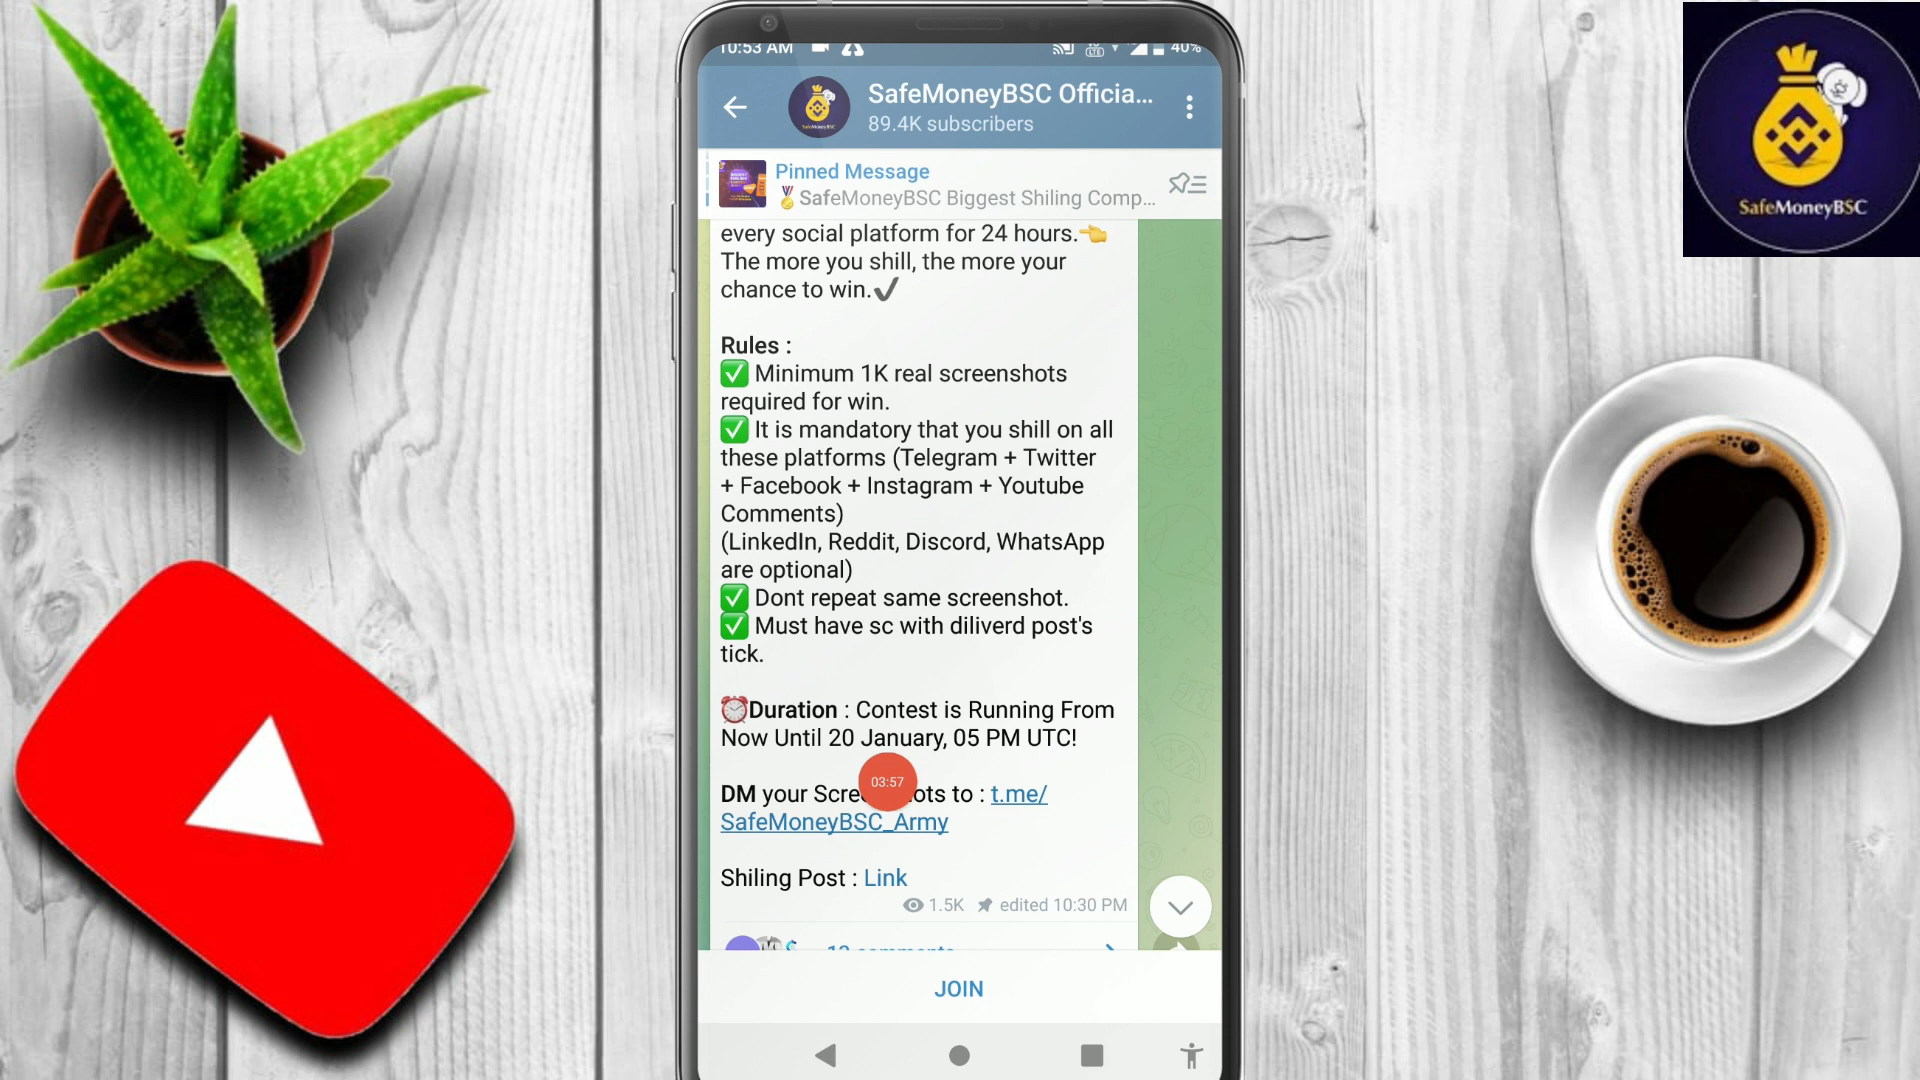 10:53 AM
40%
SafeMoneyBSC Officia...
89.4K subscribers
Pinned Message
🏅SafeMoneyBSC Biggest Shiling Comp...
every social platform for 24 hours.👈
The more you shill, the more your
chance to win.✔
Rules :
✅ Minimum 1K real screenshots
required for win.
✅ It is mandatory that you shill on all
these platforms (Telegram + Twitter
+ Facebook + Instagram + Youtube
Comments)
(LinkedIn, Reddit, Discord, WhatsApp
are optional)
✅ Dont repeat same screenshot.
✅ Must have sc with diliverd post's
tick.
⏰Duration : Contest is Running From
Now Until 20 January, 05 PM UTC!
03:57
DM your Scre ots to : t.me/
SafeMoneyBSC_Army
Shiling Post : Link
1.5K edited 10:30 PM
12 comments
JOIN
SafeMoneyBSC